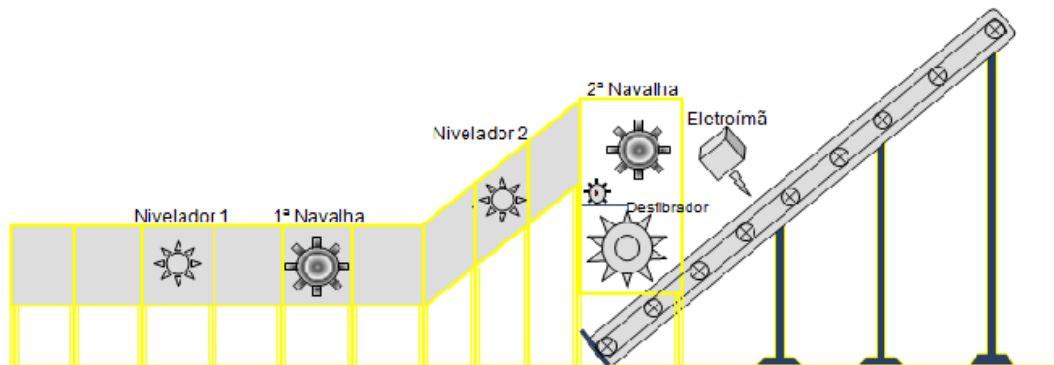 2ª Navalha
Eletroímã
Nivelador 2
Desfibrador
Nivelador 1
1ª Navalha